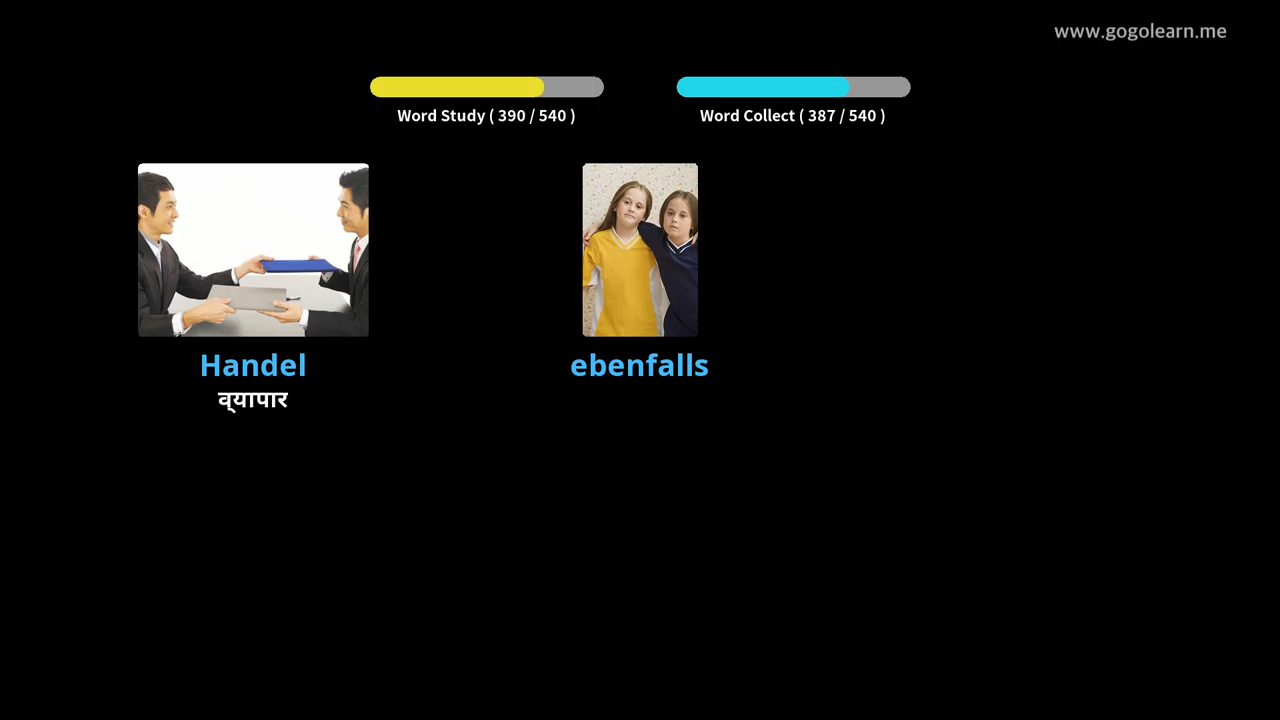 www.gogolearn.me
Word Study ( 390 / 540 )
Word Collect ( 387 / 540 )
Handel
ebenfalls
व्यापार